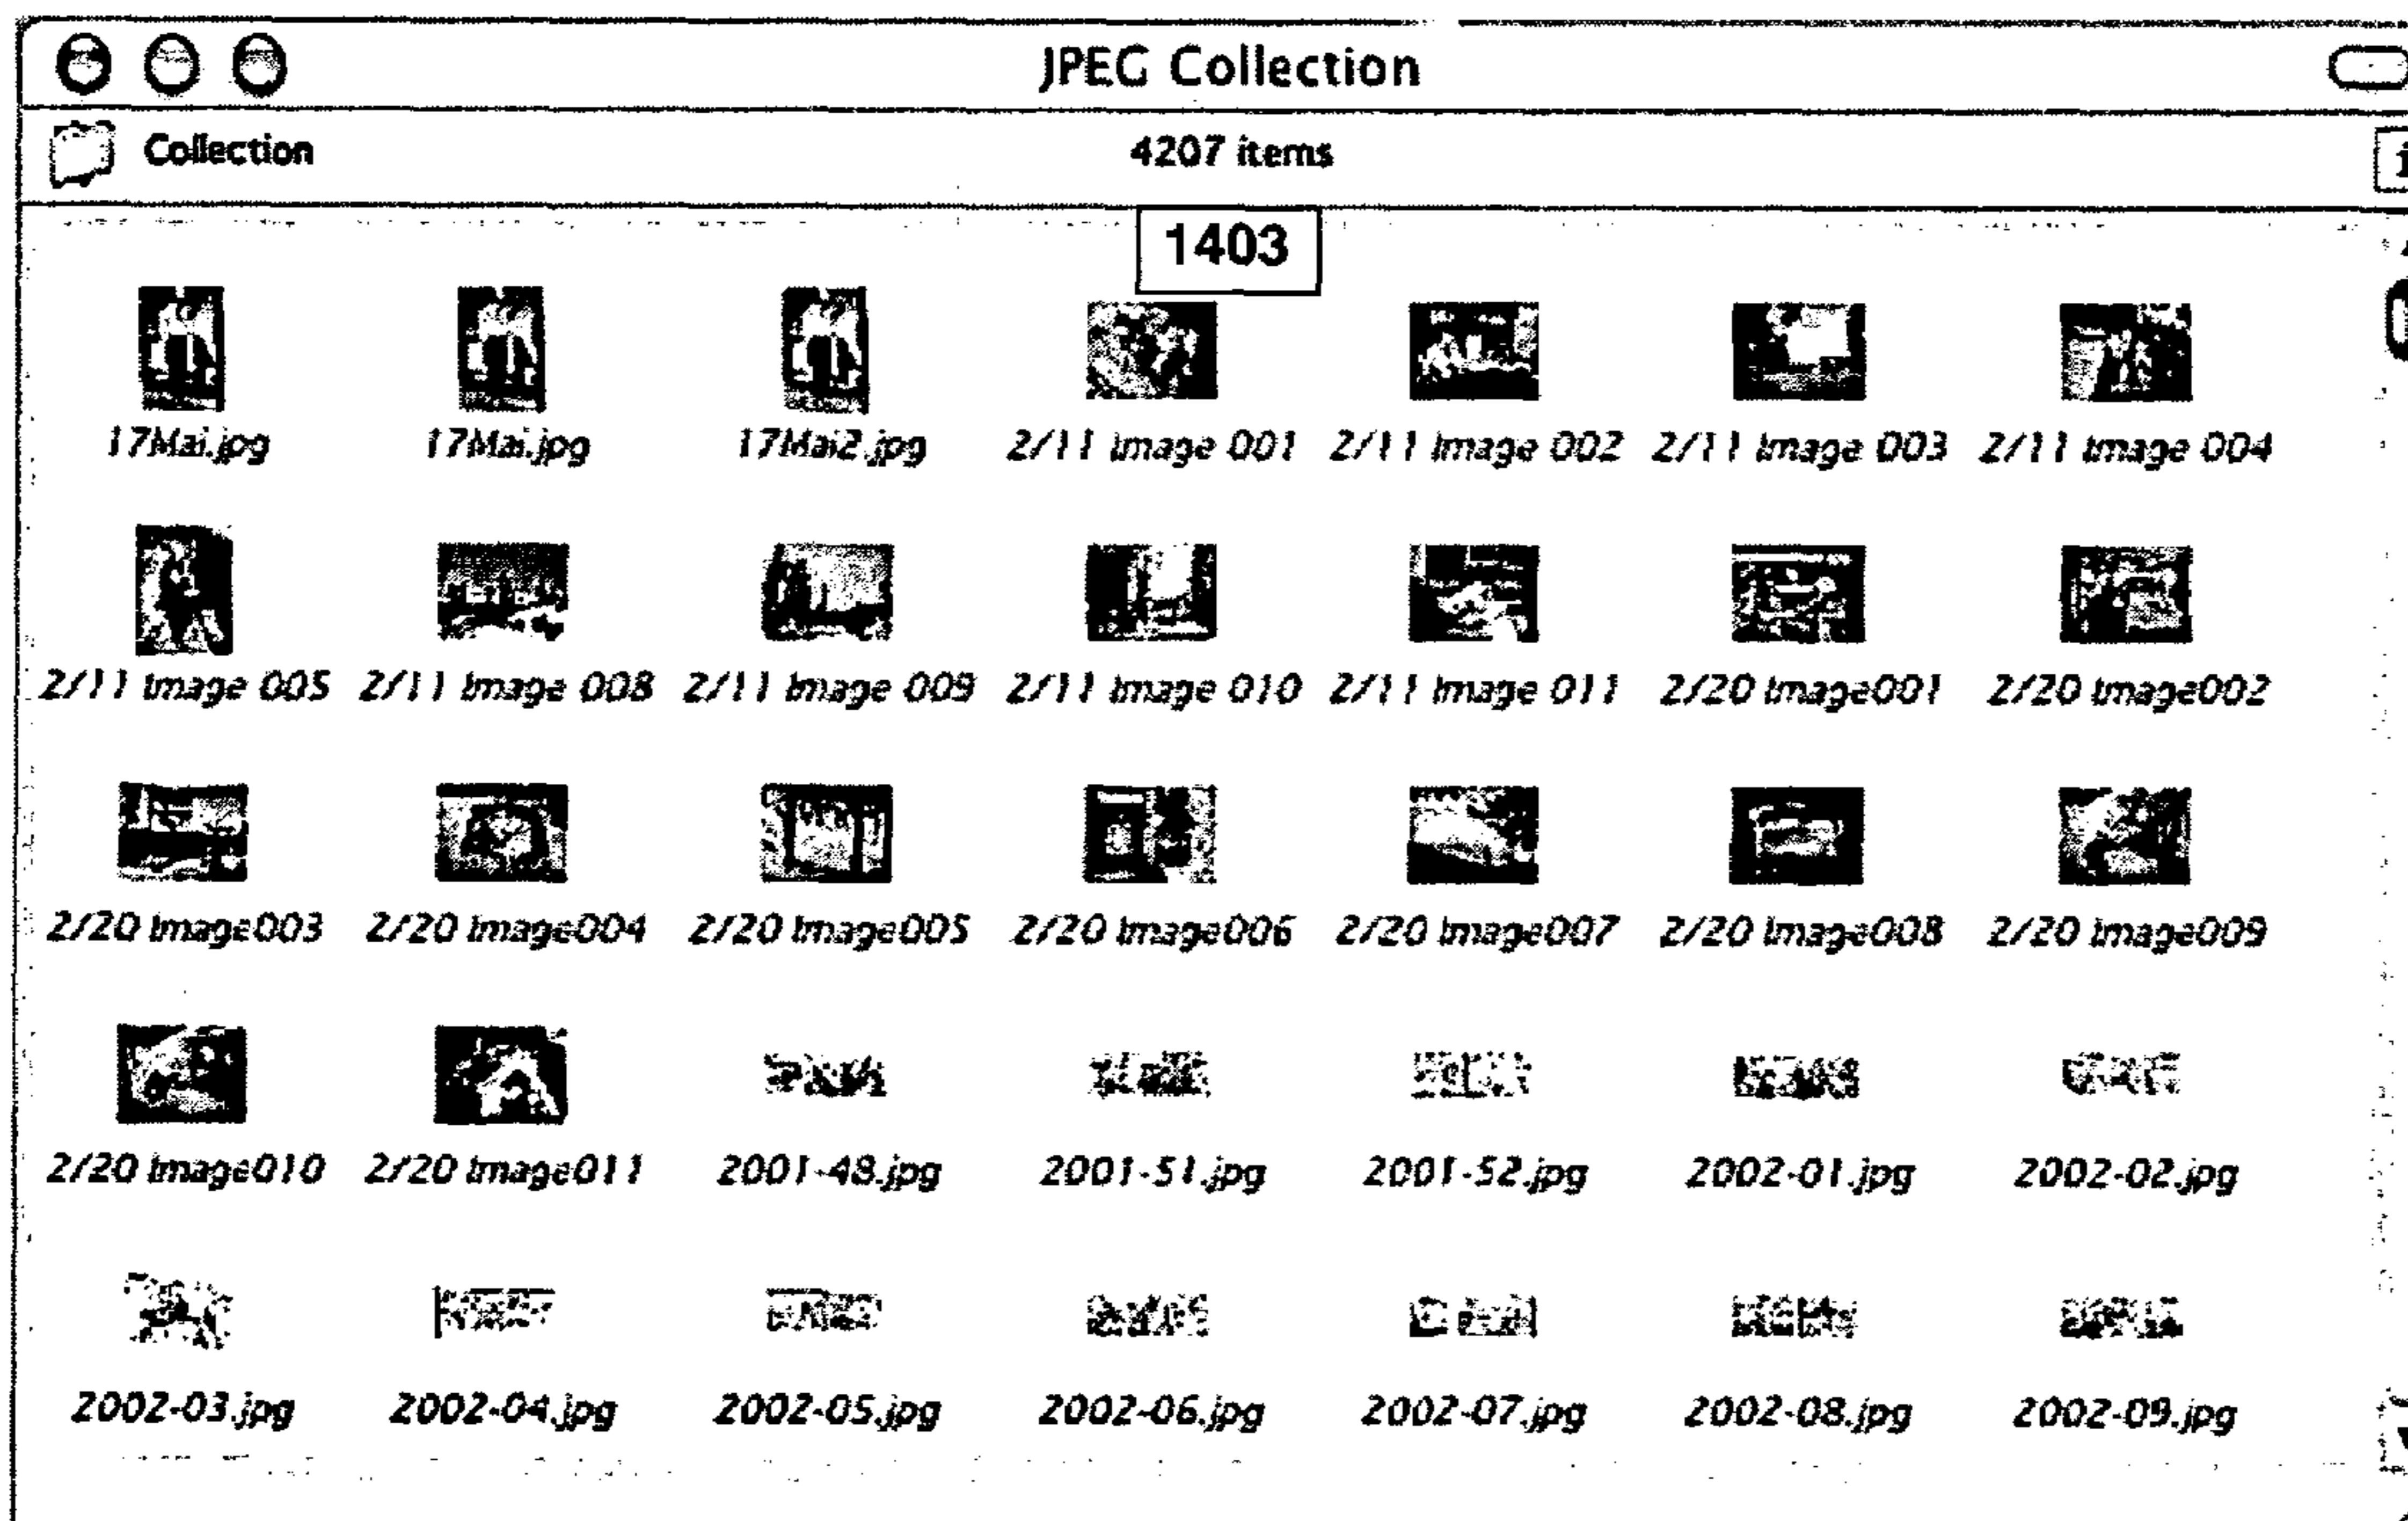 JPEG Collection
Collection 4207 items
1403
17Mai.jpg 17Mai.jpg 17Mai2.jpg 2/11 Image 001 2/11 Image 002 2/11 Image 003 2/11 Image 004
2/11 Image 005 2/11 Image 008 2/11 Image 009 2/11 Image 010 2/11 Image 011 2/20 Image001 2/20 Image002
2/20 Image003 2/20 Image004 2/20 Image005 2/20 Image006 2/20 Image007 2/20 Image008 2/20 Image009
2/20 Image010 2/20 Image011 2001-48.jpg 2001-51.jpg 2001-52.jpg 2002-01.jpg 2002-02.jpg
2002-03.jpg 2002-04.jpg 2002-05.jpg 2002-06.jpg 2002-07.jpg 2002-08.jpg 2002-09.jpg